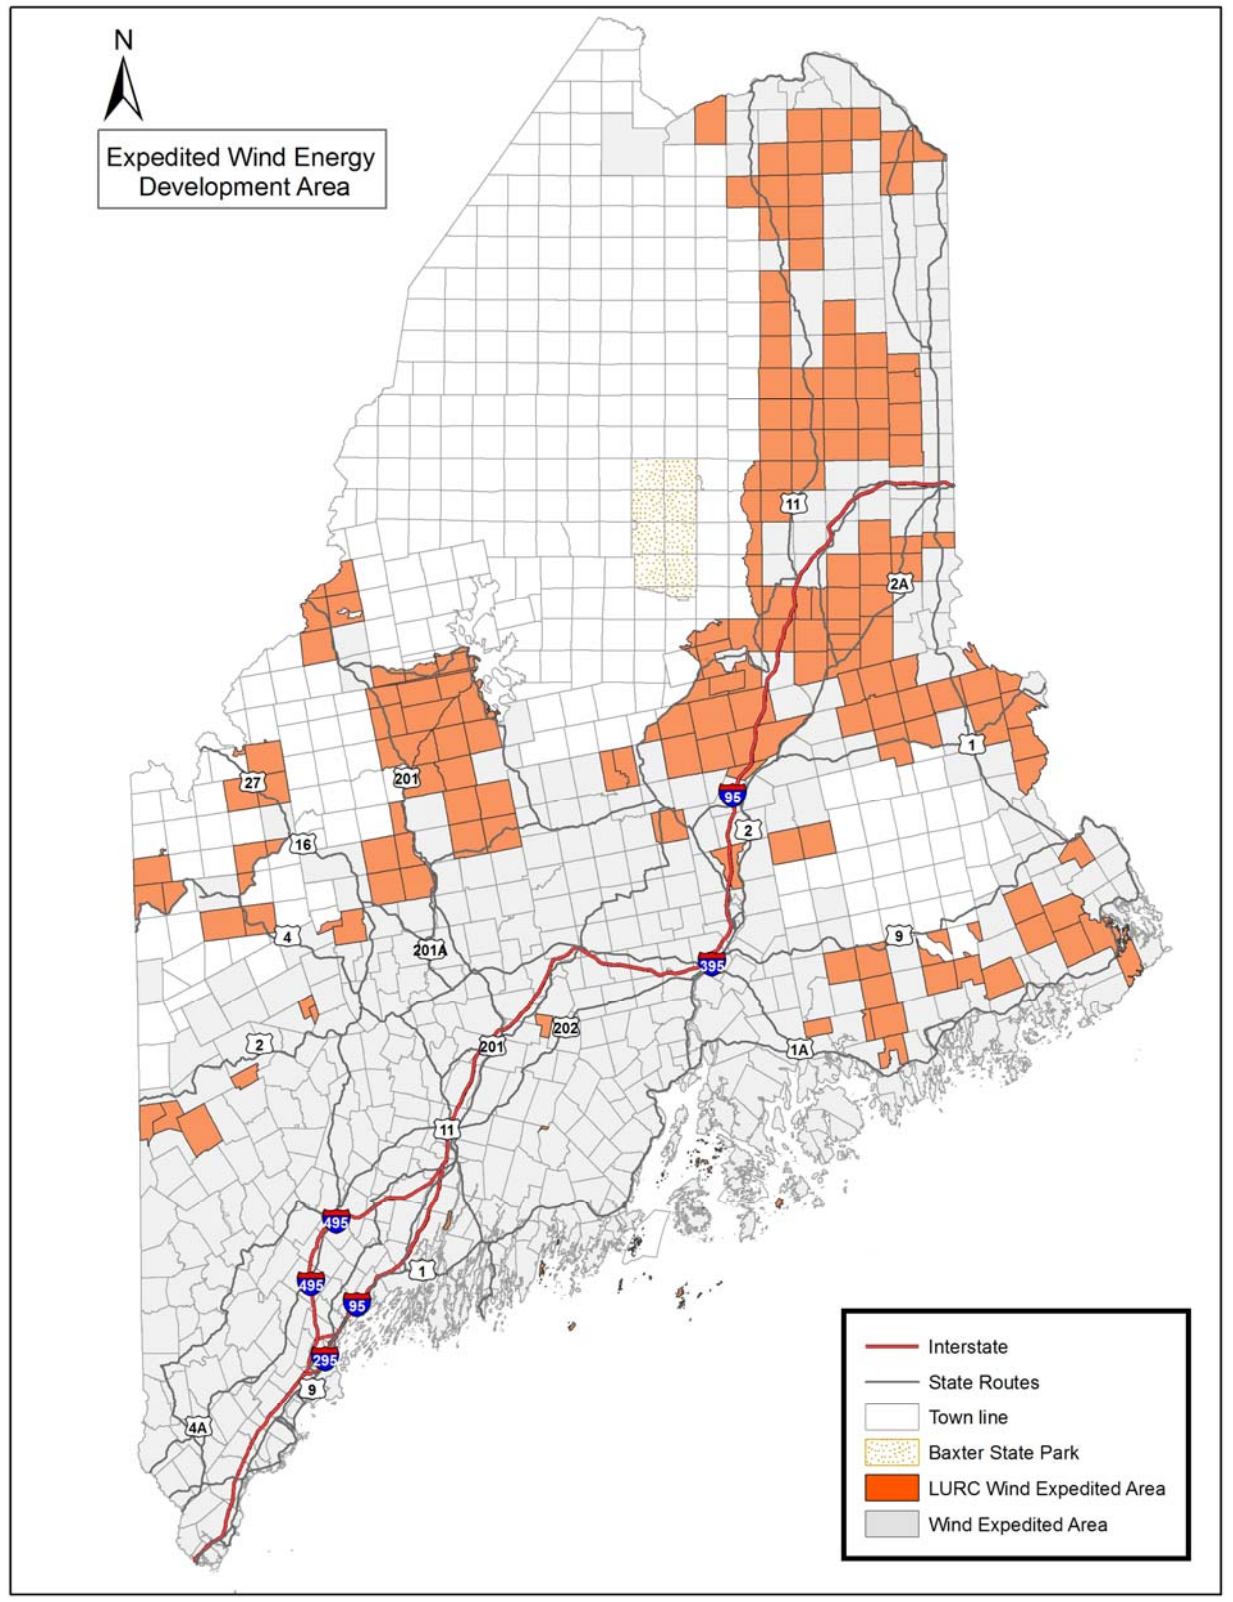 N
Expedited Wind Energy
Development Area
11
2A
1
27
201
95
16
2
4
201A
9
395
2
202
201
1A
11
495
1
495
95
295
9
4A
Interstate
State Routes
Town line
Baxter State Park
LURC Wind Expedited Area
Wind Expedited Area